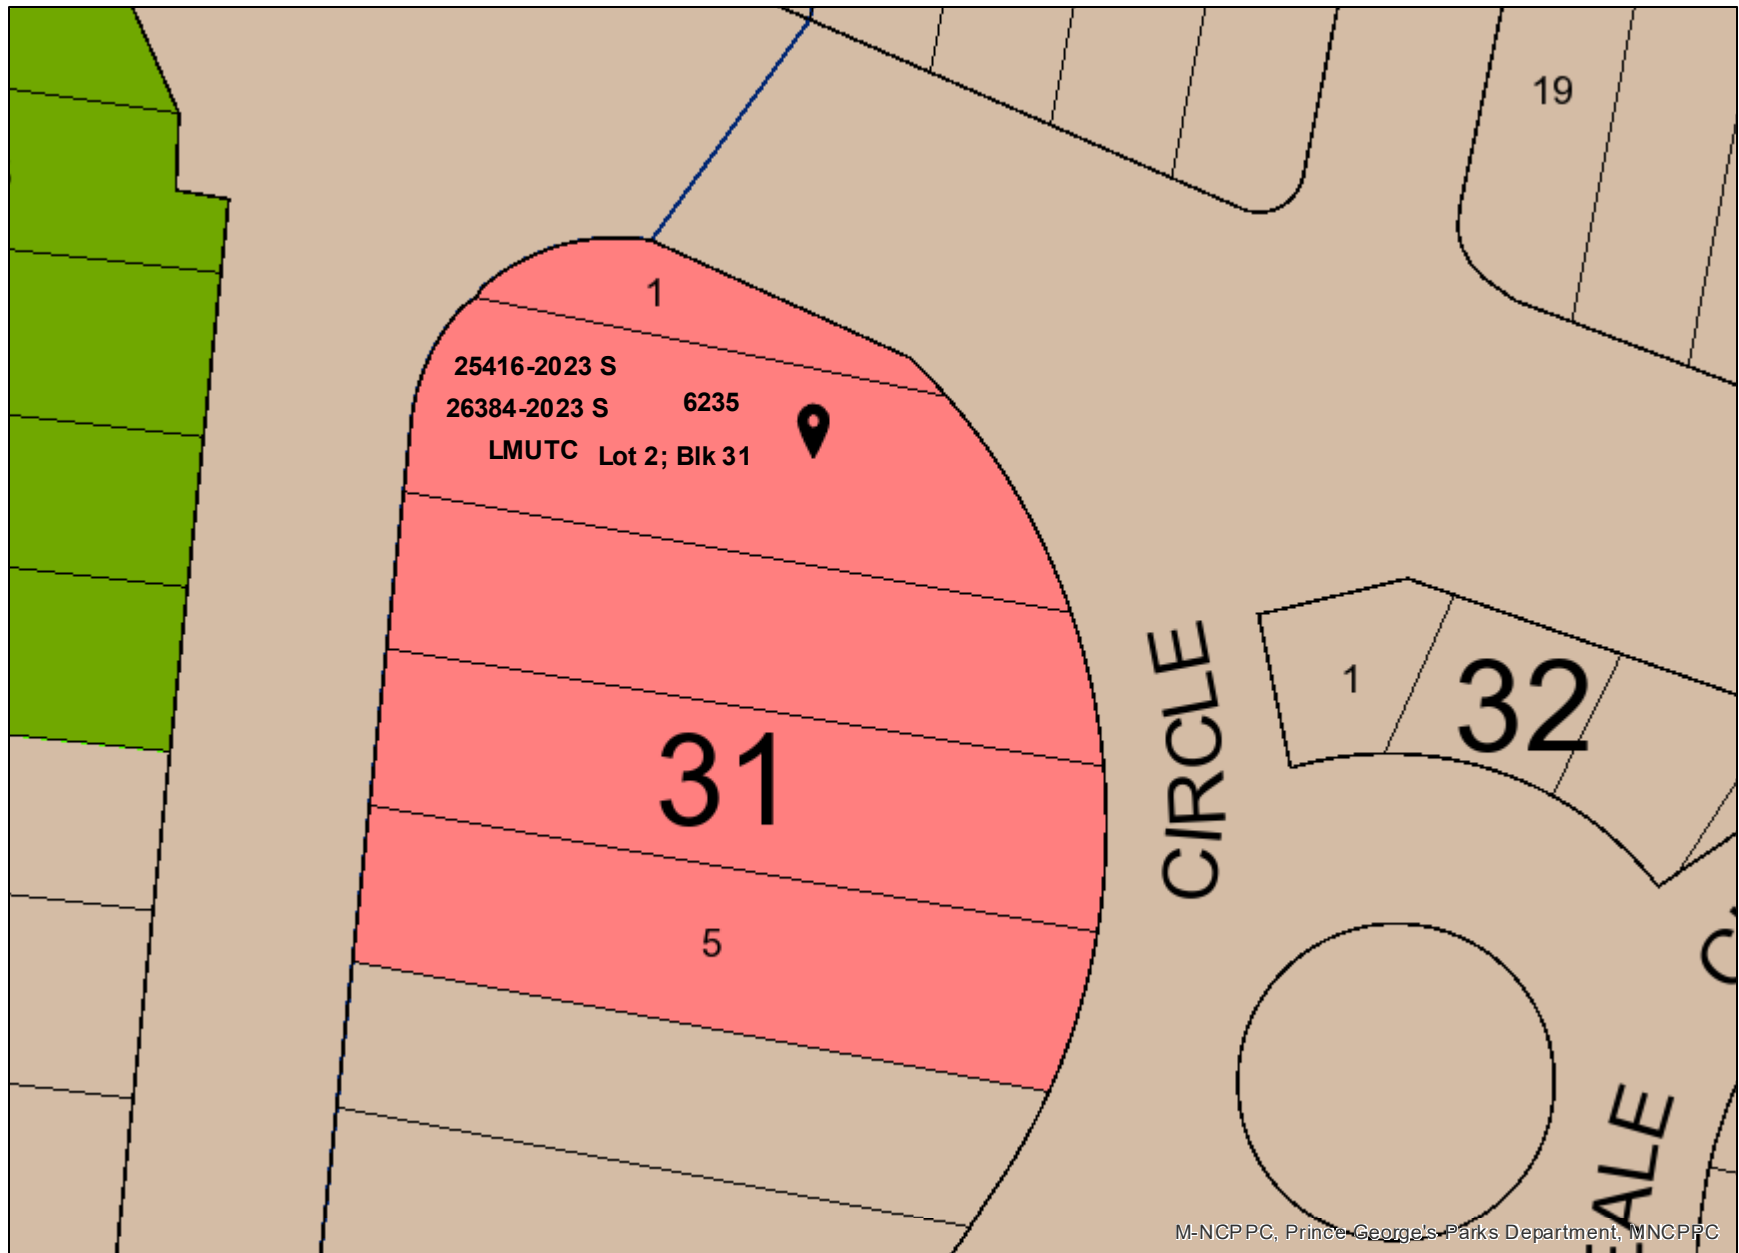 19
1
25416-2023 S
26384-2023 S
6235
LMUTC
Lot 2; Blk 31
CIRCLE
1
32
31
5
ALE
M-NCPPC, Prince George's Parks Department, MNCPPC